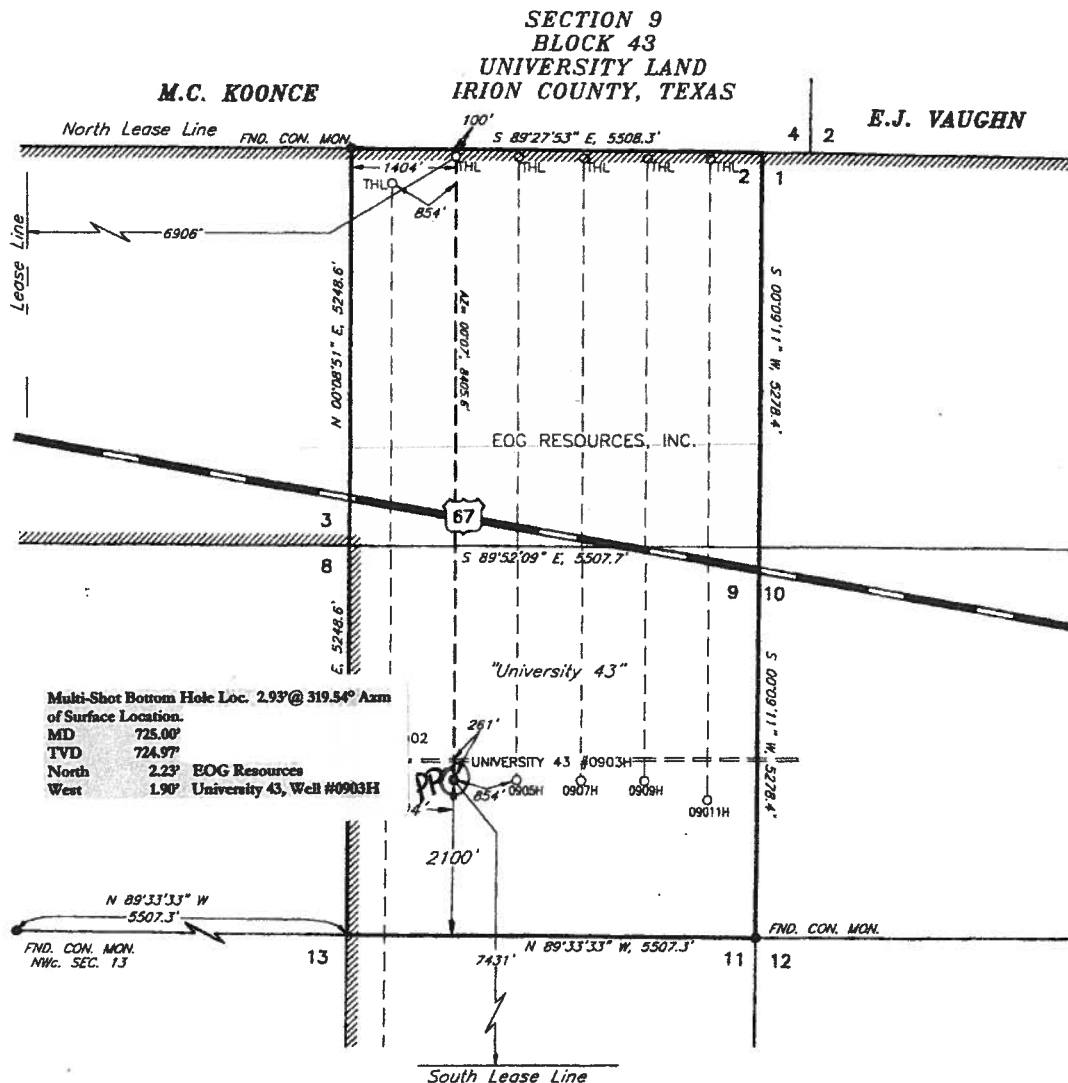 SECTION 9
BLOCK 43
UNIVERSITY LAND
IRION COUNTY, TEXAS
M.C. KOONCE
E.J. VAUGHN
North Lease Line
FND. CON. MON.
100'
S 89°27'53" E, 5508.3'
4
2
1404'
THL
THL
THL
THL
THL
THL
2
1
854'
6906'
Lease Line
N 00°08'51" E, 5248.6'
AZ= 00.07', 8405.6'
S 00°09'11" W, 5278.4'
EOG RESOURCES, INC.
3
67
8
S 89°52'09" E, 5507.7'
9
10
E, 5248.6'
"University 43"
S 00°09'11" W, 5278.4'
Multi-Shot Bottom Hole Loc. 2.93'@ 319.54° Azm
of Surface Location.
MD 725.00'
TVD 724.97'
North 2.23' EOG Resources
West 1.90' University 43, Well #0903H
02
261'
UNIVERSITY 43 #0903H
PP
854'
0905H
0907H
0909H
09011H
4'
2100'
N 89°33'33" W
5507.3'
FND. CON. MON.
NWc. SEC. 13
13
N 89°33'33" W, 5507.3'
FND. CON. MON.
11
12
7431'
South Lease Line